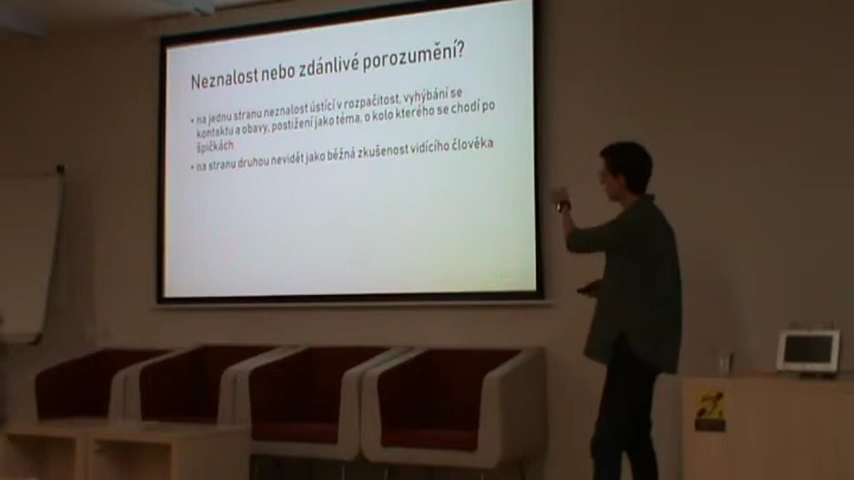 Neznalost nebo zdánlivé porozumění?
• na jednu stranu neznalost ústící v rozpačitost, vyhýbání se
kontaktu a obavy, postižení jako téma, o kolo kterého se chodí po
špičkách
• na stranu druhou nevidět jako běžná zkušenost vidícího člověka